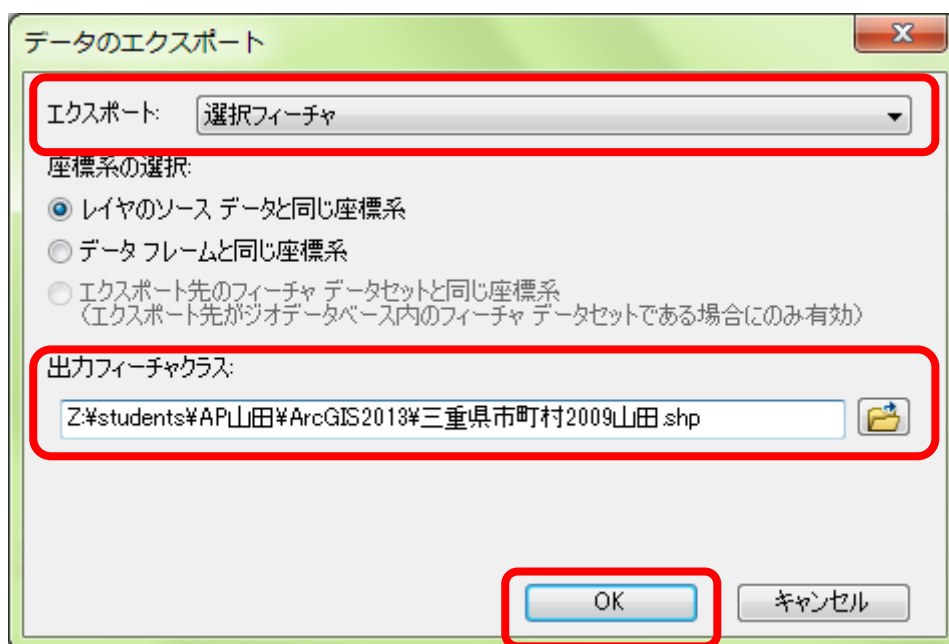 データのエクスポート
エクスポート: 選択フィーチャ
座標系の選択:
レイヤのソース データと同じ座標系
データ フレームと同じ座標系
エクスポート先のフィーチャ データセットと同じ座標系
(エクスポート先がジオデータベース内のフィーチャ データセットである場合にのみ有効)
出力フィーチャクラス:
Z:¥students¥AP山田¥ArcGIS2013¥三重県市町村2009山田.shp
OK キャンセル